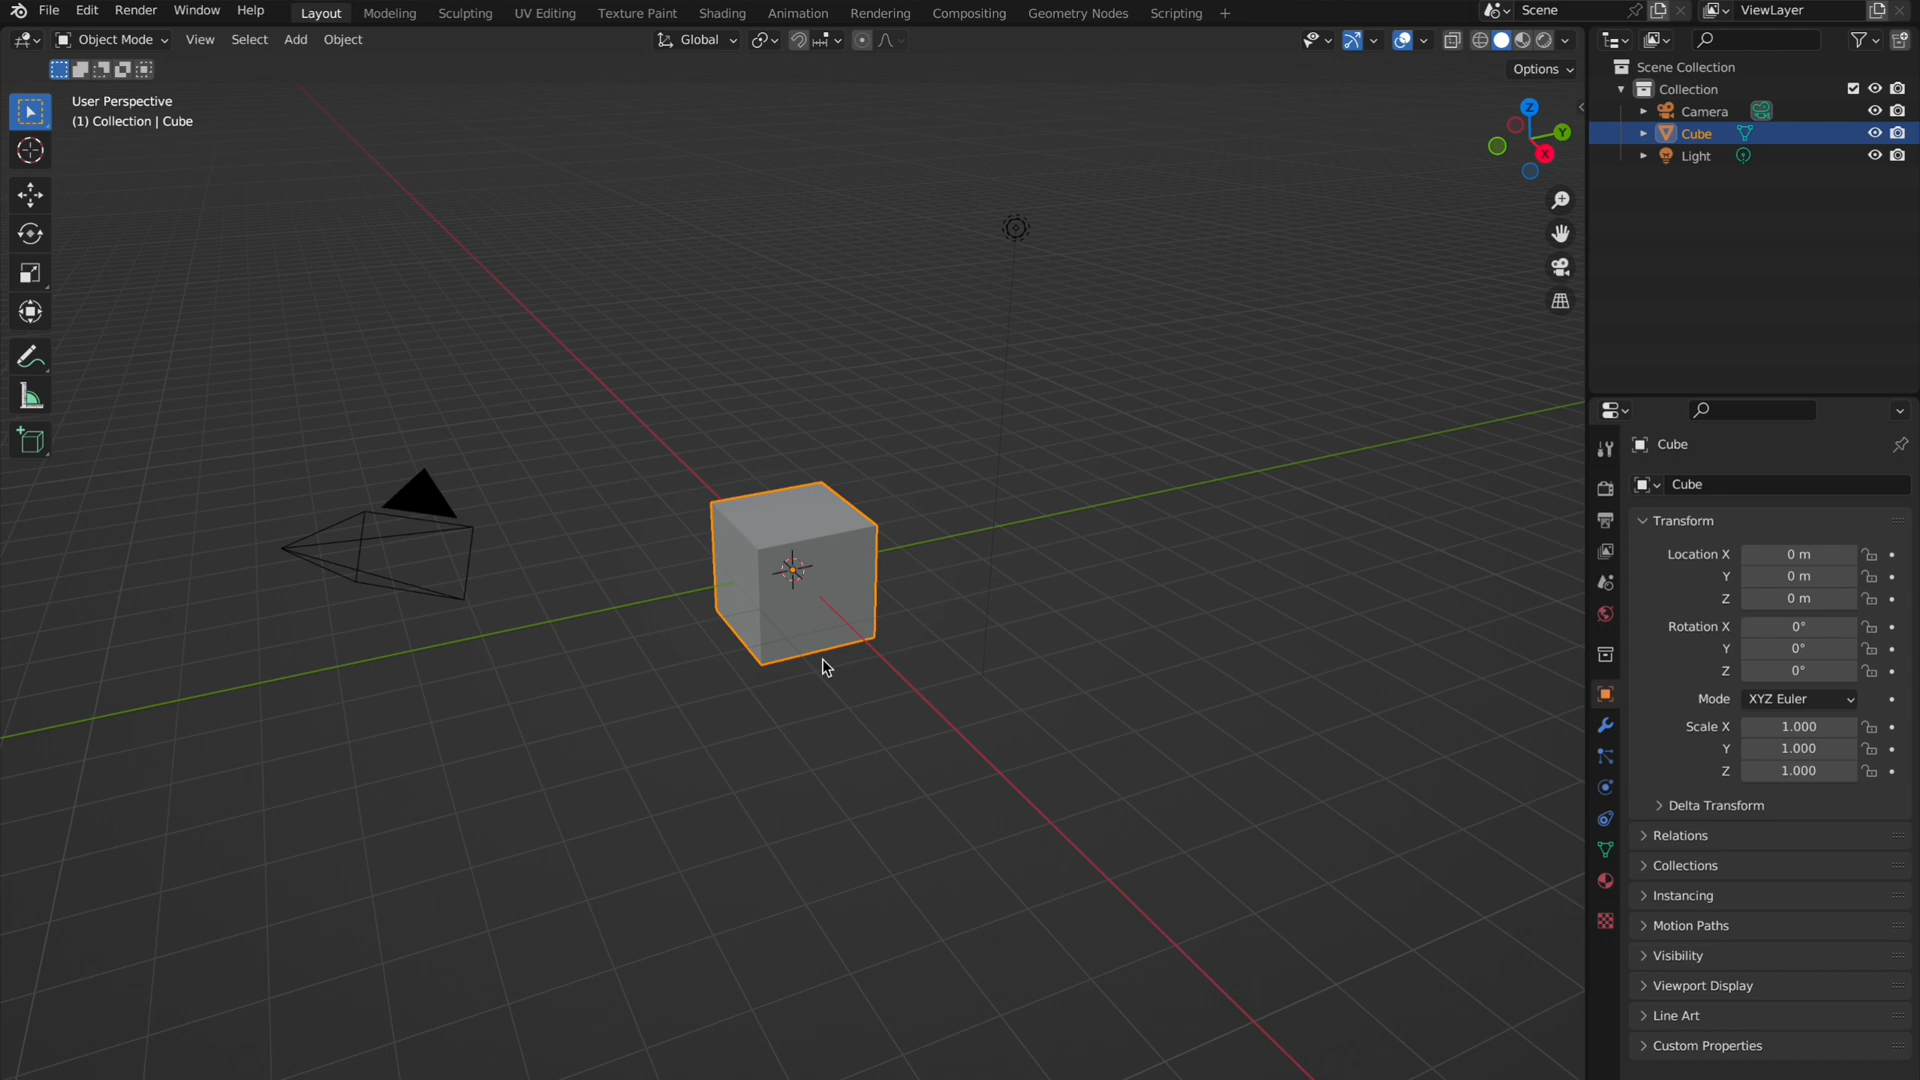 File Edit Render Window Help Layout Modeling Sculpting UV Editing Texture Paint Shading Animation Rendering Compositing Geometry Nodes Scripting + Scene ViewLayer
Object Mode View Select Add Object Global
Options
User Perspective
(1) Collection | Cube
Z
Y
X
Scene Collection
Collection
Camera
Cube
Light
Cube
Cube
Transform
Location X 0 m
Y 0 m
Z 0 m
Rotation X 0°
Y 0°
Z 0°
Mode XYZ Euler
Scale X 1.000
Y 1.000
Z 1.000
Delta Transform
Relations
Collections
Instancing
Motion Paths
Visibility
Viewport Display
Line Art
Custom Properties